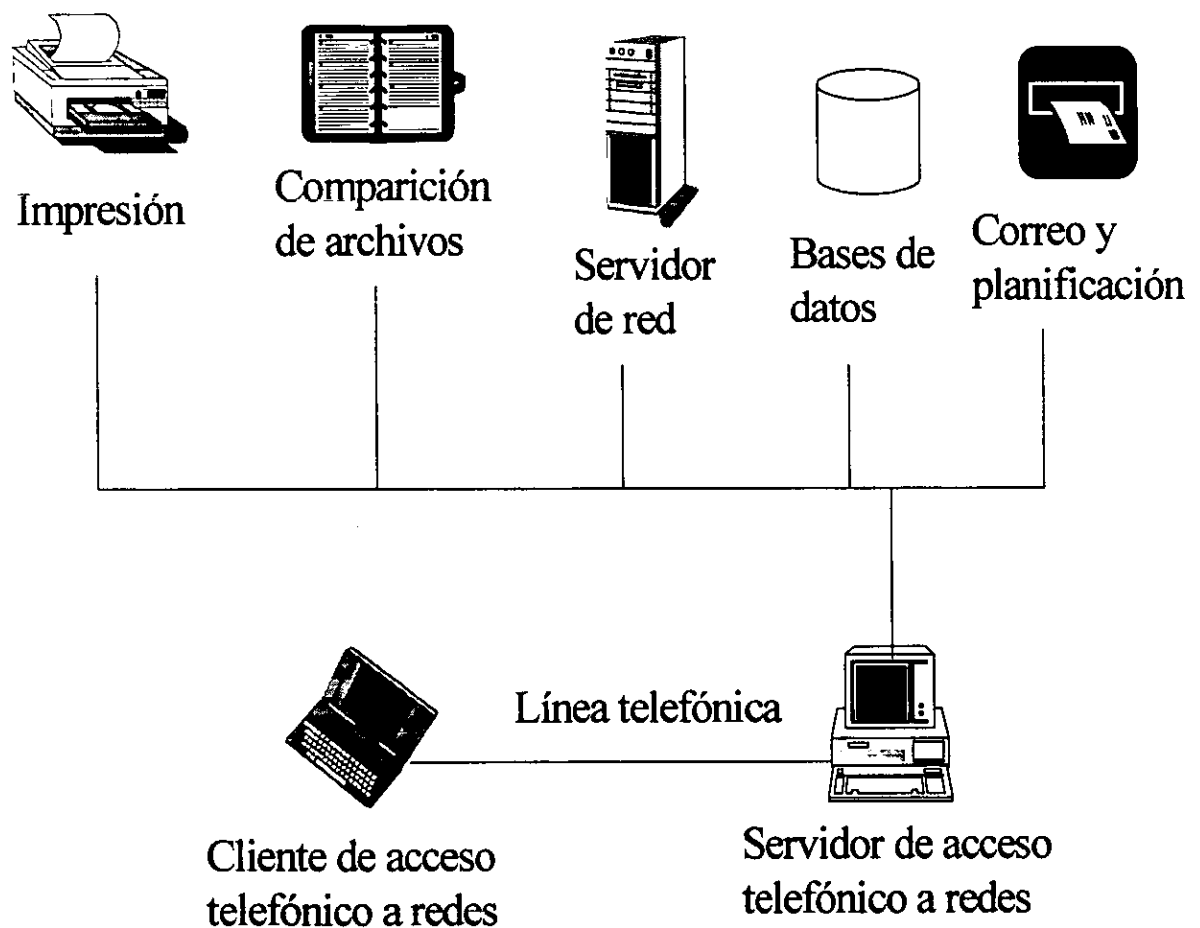 Impresión
Comparición
de archivos
Servidor
de red
Bases de
datos
Correo y
planificación
Línea telefónica
Cliente de acceso
telefónico a redes
Servidor de acceso
telefónico a redes